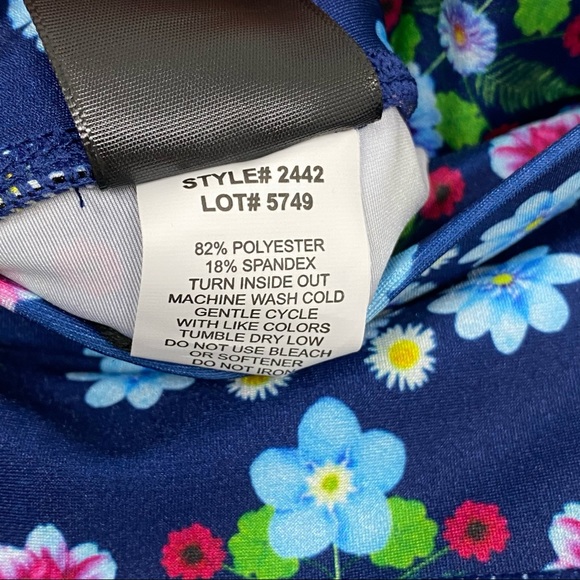 STYLE# 2442
LOT# 5749
82% POLYESTER
18% SPANDEX
TURN INSIDE OUT
MACHINE WASH COLD
GENTLE CYCLE
WITH LIKE COLORS
TUMBLE DRY LOW
DO NOT USE BLEACH
OR SOFTENER
DO NOT IRON